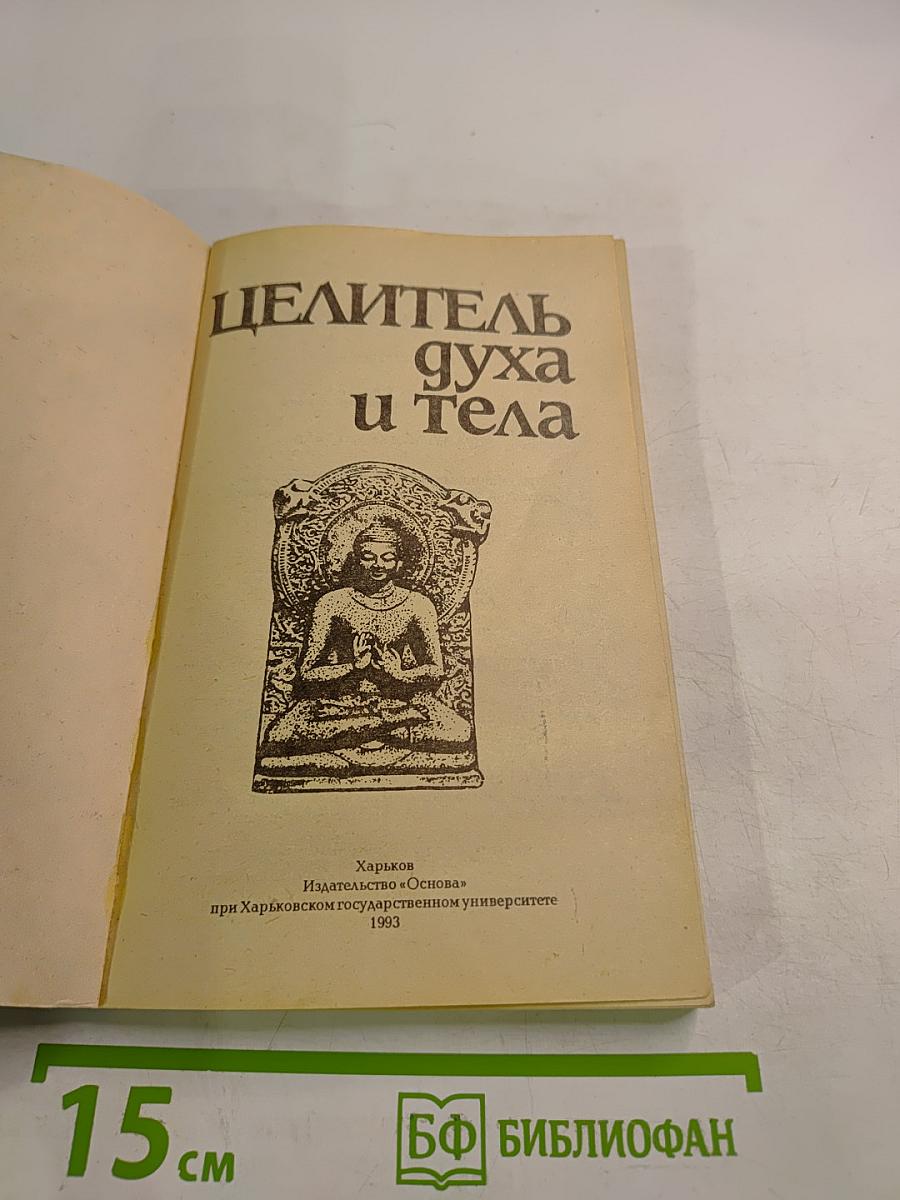 ЦЕЛИТЕЛЬ
духа
и тела
Харьков
Издательство «Основа»
при Харьковском государственном университете
1993
15 см
БФ БИБЛИОФАН